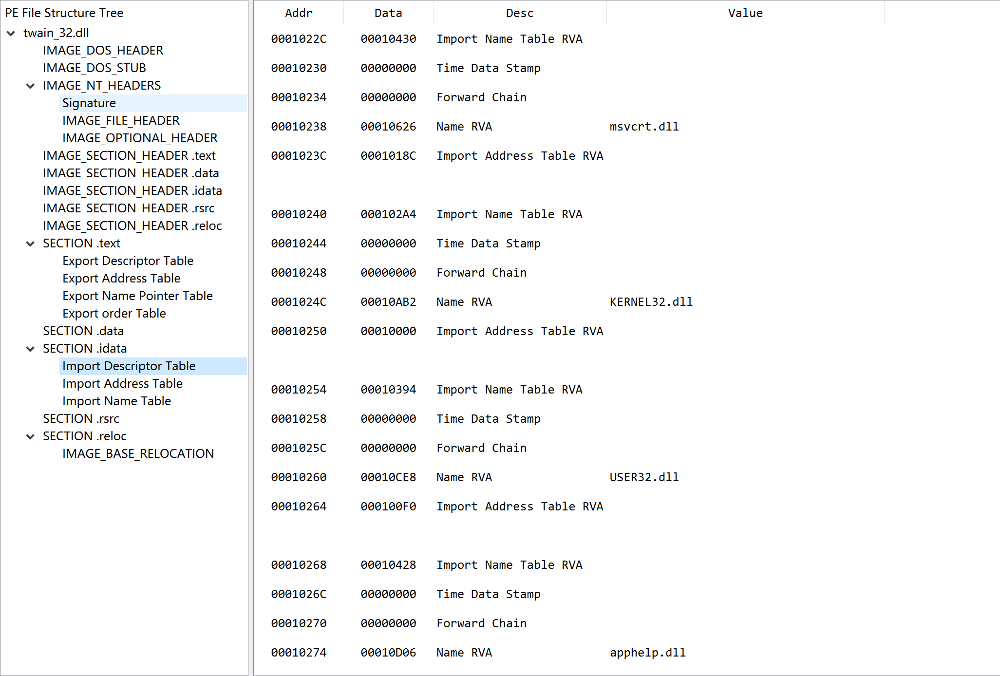 PE File Structure Tree
twain_32.dll
IMAGE_DOS_HEADER
IMAGE_DOS_STUB
IMAGE_NT_HEADERS
Signature
IMAGE_FILE_HEADER
IMAGE_OPTIONAL_HEADER
IMAGE_SECTION_HEADER .text
IMAGE_SECTION_HEADER .data
IMAGE_SECTION_HEADER .idata
IMAGE_SECTION_HEADER .rsrc
IMAGE_SECTION_HEADER .reloc
SECTION .text
Export Descriptor Table
Export Address Table
Export Name Pointer Table
Export order Table
SECTION .data
SECTION .idata
Import Descriptor Table
Import Address Table
Import Name Table
SECTION .rsrc
SECTION .reloc
IMAGE_BASE_RELOCATION
Addr Data Desc Value
0001022C 00010430 Import Name Table RVA
00010230 00000000 Time Data Stamp
00010234 00000000 Forward Chain
00010238 00010626 Name RVA msvcrt.dll
0001023C 0001018C Import Address Table RVA
00010240 000102A4 Import Name Table RVA
00010244 00000000 Time Data Stamp
00010248 00000000 Forward Chain
0001024C 00010AB2 Name RVA KERNEL32.dll
00010250 00010000 Import Address Table RVA
00010254 00010394 Import Name Table RVA
00010258 00000000 Time Data Stamp
0001025C 00000000 Forward Chain
00010260 00010CE8 Name RVA USER32.dll
00010264 000100F0 Import Address Table RVA
00010268 00010428 Import Name Table RVA
0001026C 00000000 Time Data Stamp
00010270 00000000 Forward Chain
00010274 00010D06 Name RVA apphelp.dll